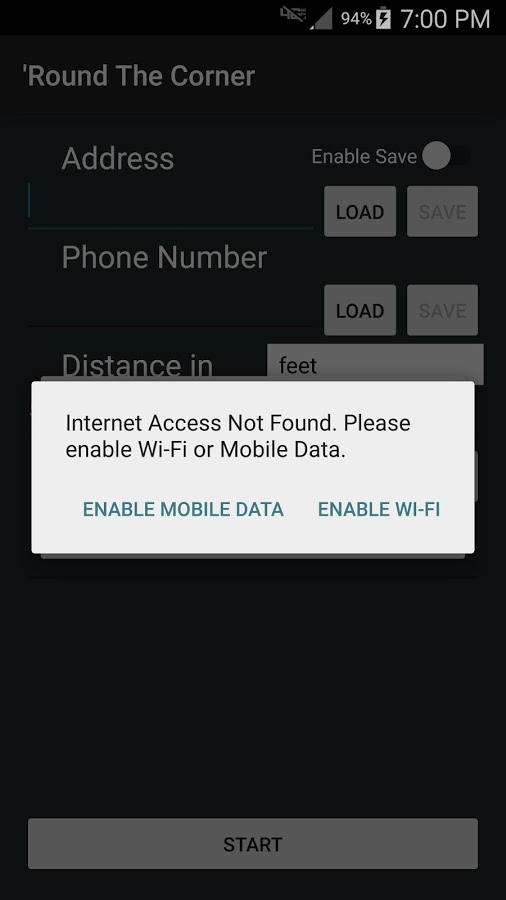 94% 7:00 PM
'Round The Corner
Address Enable Save
LOAD SAVE
Phone Number
LOAD SAVE
Distance in feet
Internet Access Not Found. Please
enable Wi-Fi or Mobile Data.
ENABLE MOBILE DATA ENABLE WI-FI
START